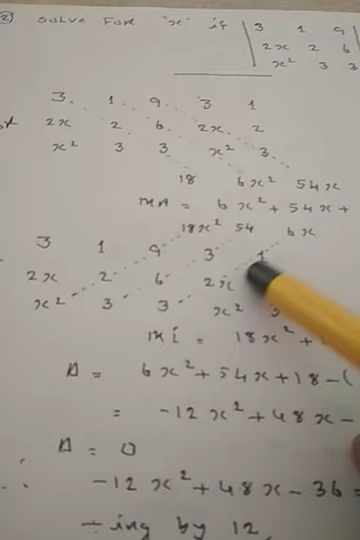 2) Solve For 'x' if | 3 1 9
2x 2 6
x² 3 3
3 1 9 3 1
2x 2 6 2x 2
x² 3 3 x² 3
18 6x² 54x
= 6x² + 54x +
18x² 54 6x
3 1 9 3 1
2x 2 6 2x
x² 3 3 x²
= 18x² +
Δ = 6x² + 54x + 18 - (
= -12x² + 48x -
Δ = 0
∴ -12x² + 48x - 36 =
÷ing by 12,